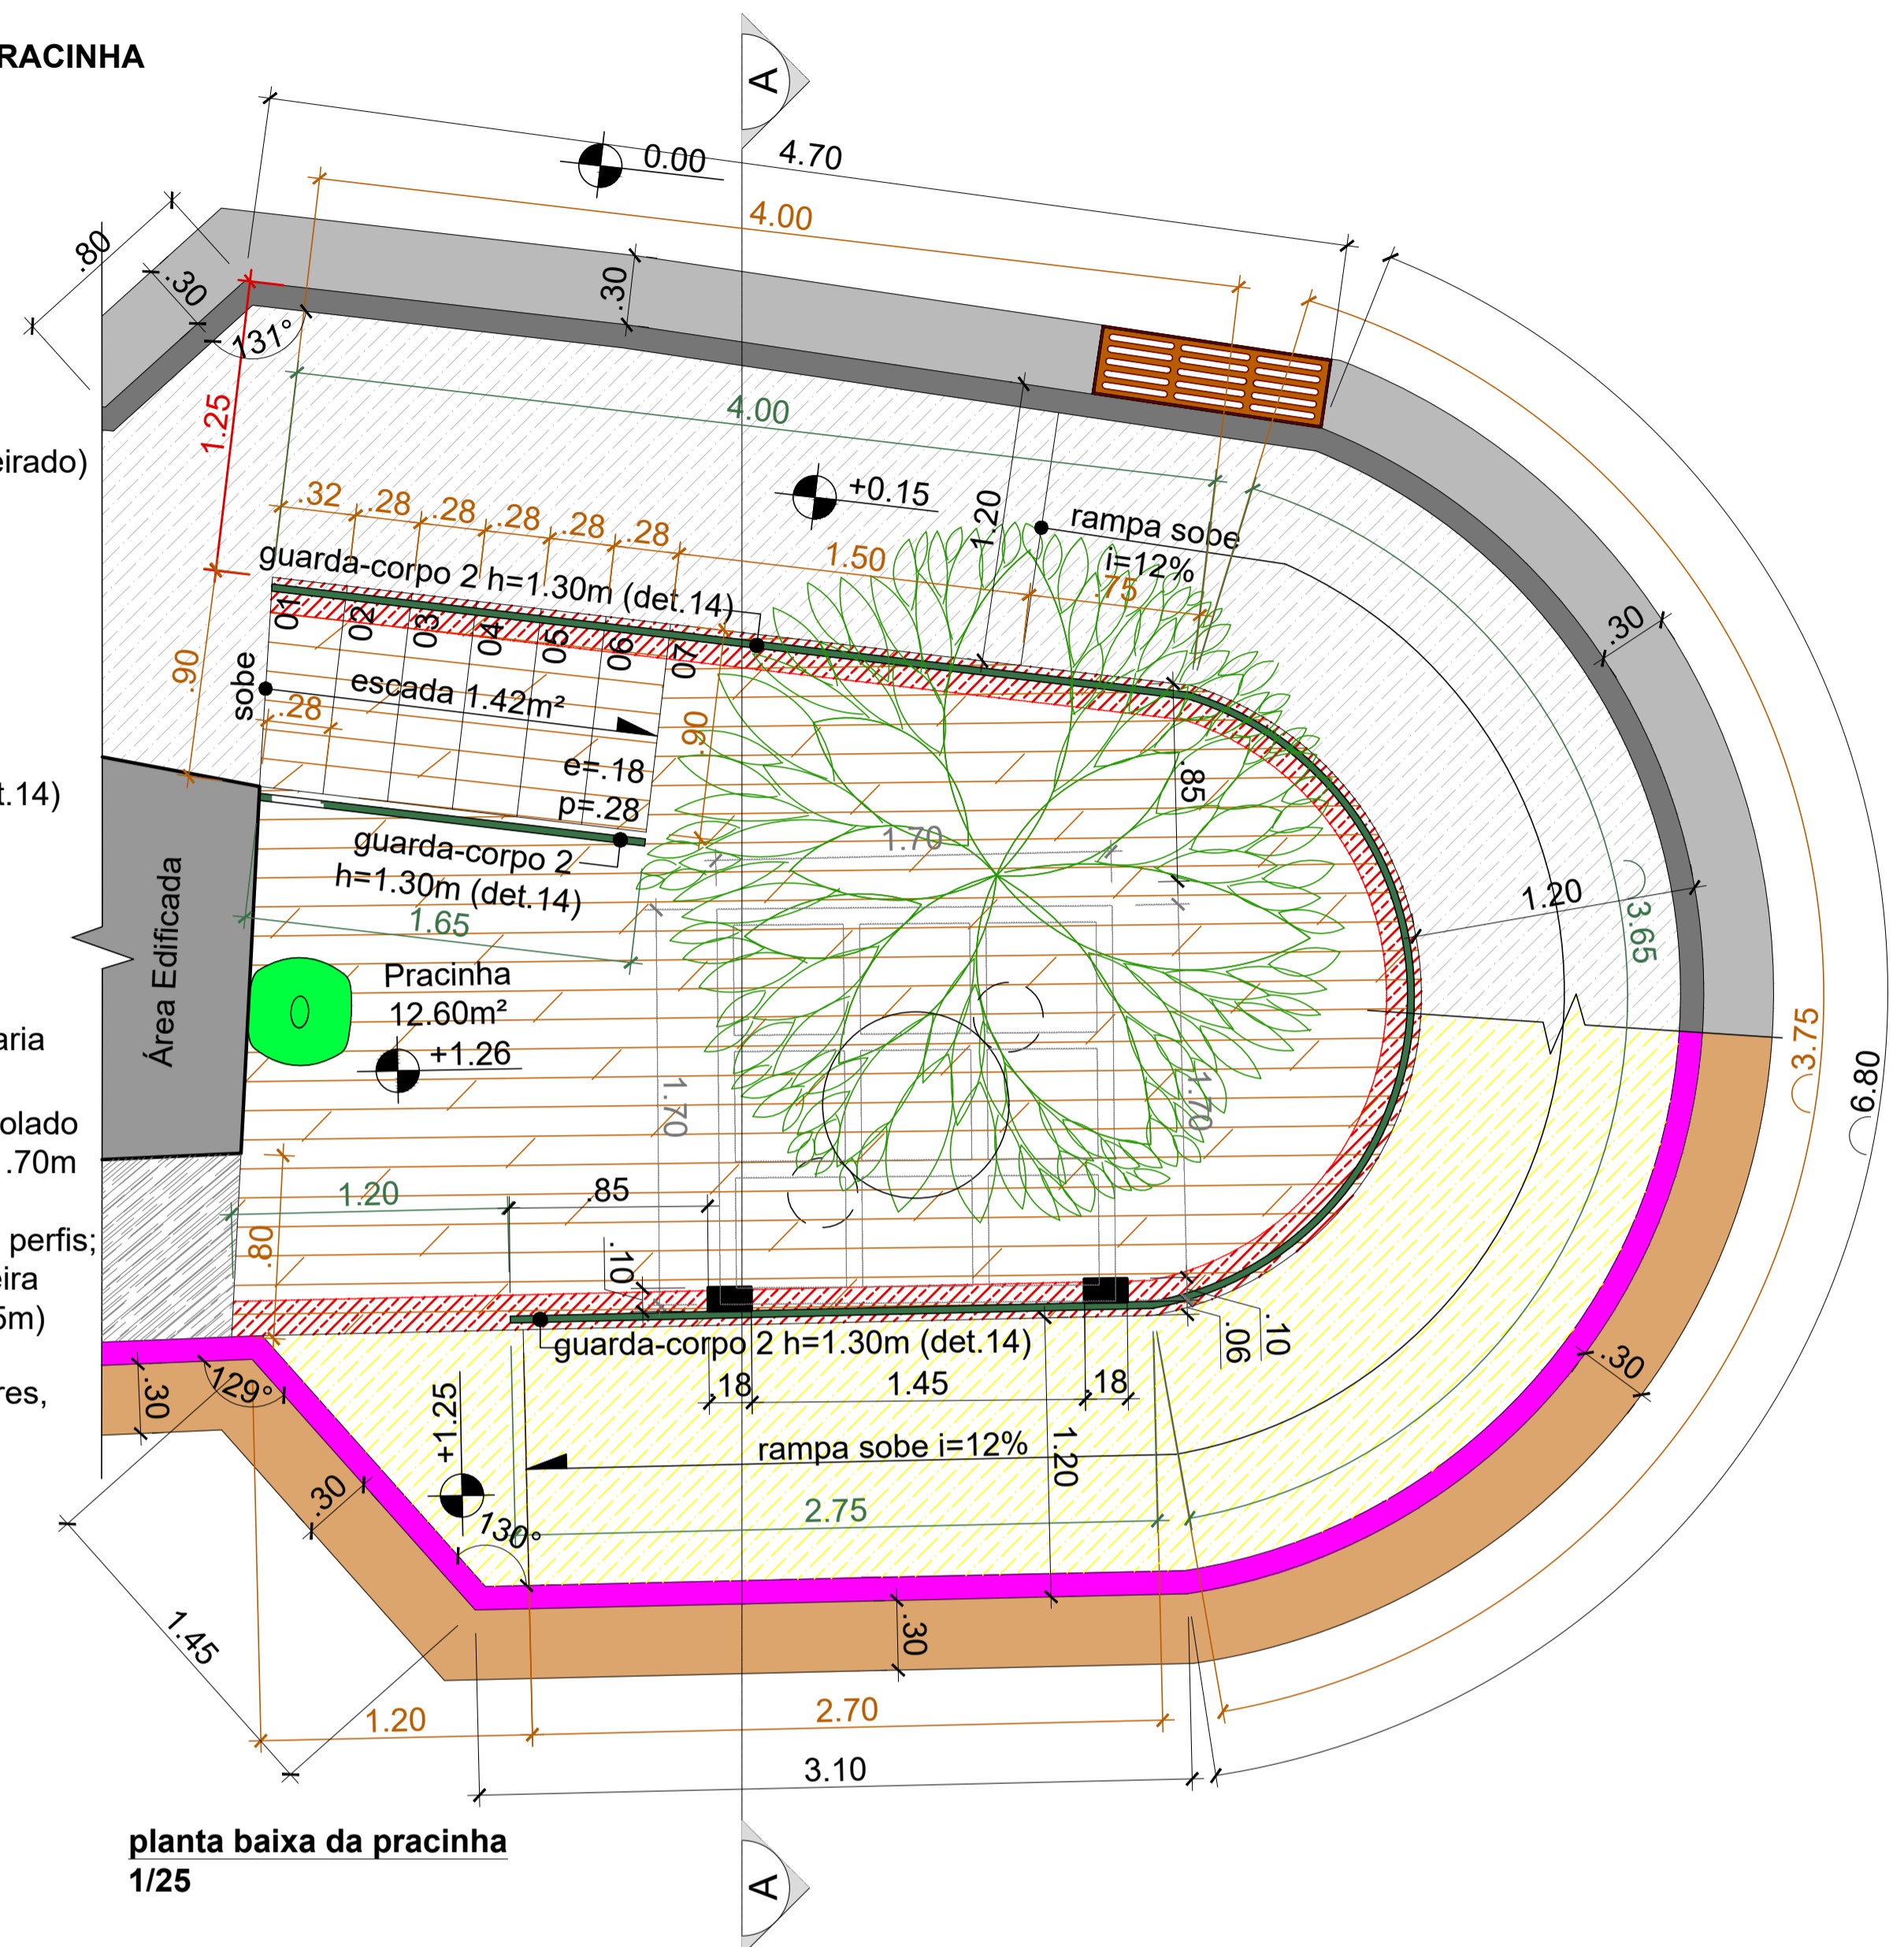 RACINHA
A
0.00
4.70
4.00
.80
.30
.30
131°
1.25
4.00
eirado)
+0.15
1.20
rampa sobe
i=12%
.32
.28
.28
.28
.28
.28
1.50
.75
guarda-corpo 2 h=1.30m (det.14)
01
02
03
04
05
06
07
.30
.90
sobe
escada 1.42m²
.28
.90
e=.18
p=.28
.85
t.14)
guarda-corpo 2
h=1.30m (det.14)
1.70
1.65
1.20
3.65
Área Edificada
Pracinha
12.60m²
+1.26
aria
1.70
1.70
3.75
6.80
olado
.70m
1.20
.85
.80
.10
perfis;
eira
5m)
guarda-corpo 2 h=1.30m (det.14)
.06
.10
.30
129°
.30
res,
.18
1.45
.18
+1.25
rampa sobe i=12%
1.20
.30
2.75
130°
1.45
.30
1.20
2.70
3.10
planta baixa da pracinha
1/25
A